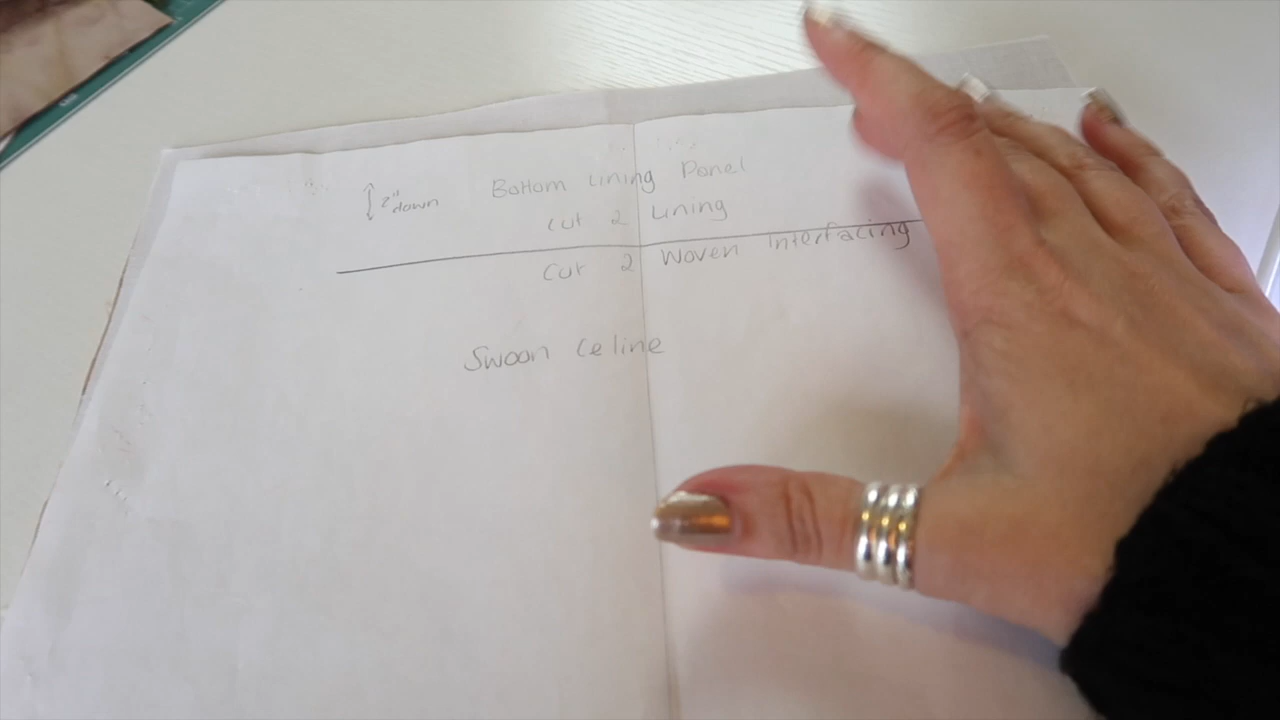 Bottom Lining Panel
2" down
Cut 2 Lining
Cut 2 Woven Interfacing
Swoon Celine